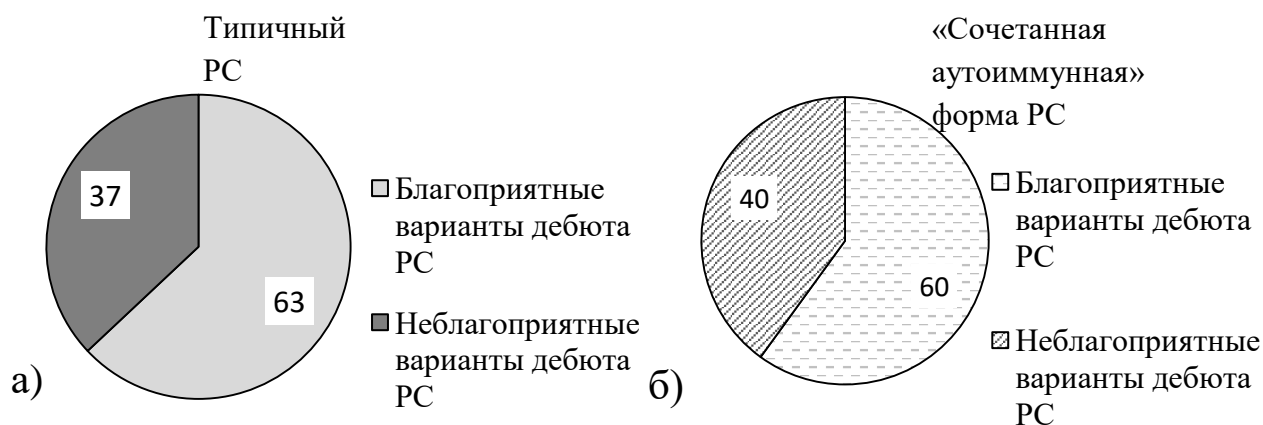 Типичный
РС
37
63
Благоприятные
варианты дебюта
РС
Неблагоприятные
варианты дебюта
РС
а)
«Сочетанная
аутоиммунная»
форма РС
40
60
Благоприятные
варианты дебюта
РС
Неблагоприятные
варианты дебюта
РС
б)